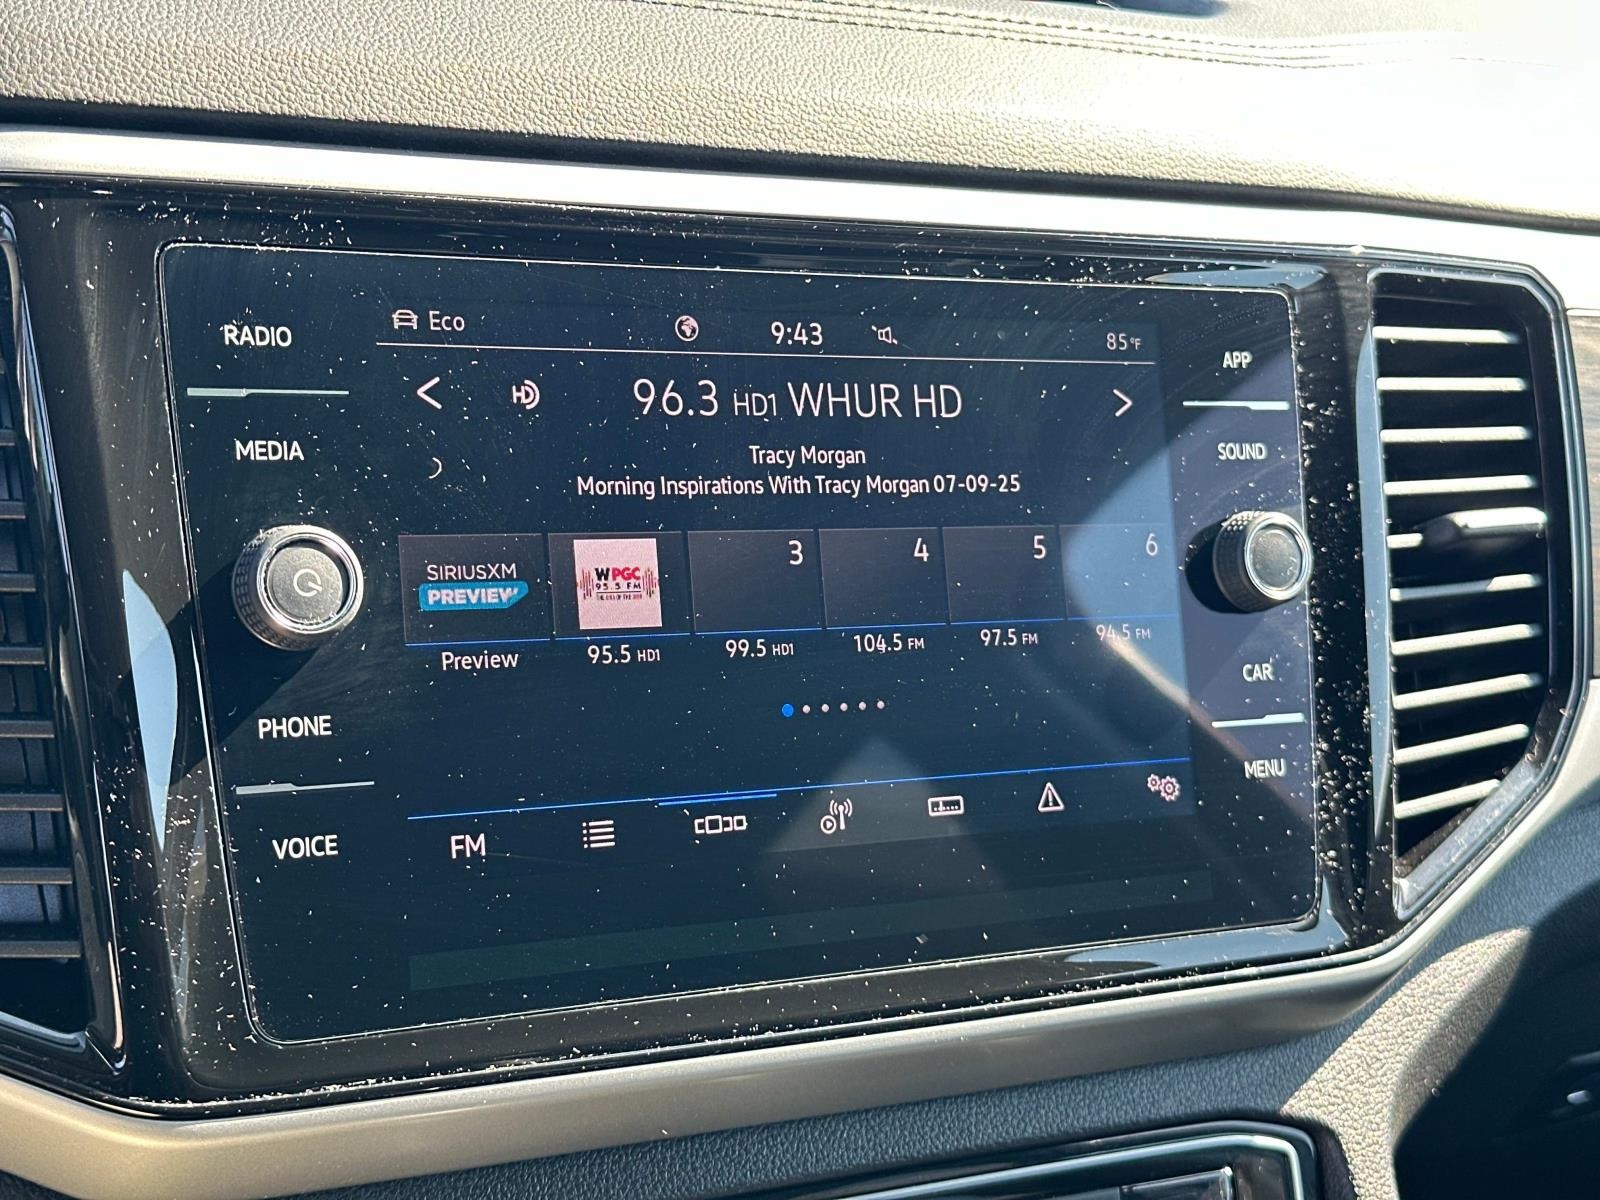 RADIO
MEDIA
PHONE
VOICE
Eco
9:43
85°F
HD
96.3 HD1 WHUR HD
Tracy Morgan
Morning Inspirations With Tracy Morgan 07-09-25
SIRIUSXM
PREVIEW
WPGC
95.5 FM
3
4
5
6
Preview
95.5 HD1
99.5 HD1
104.5 FM
97.5 FM
94.5 FM
FM
APP
SOUND
CAR
MENU